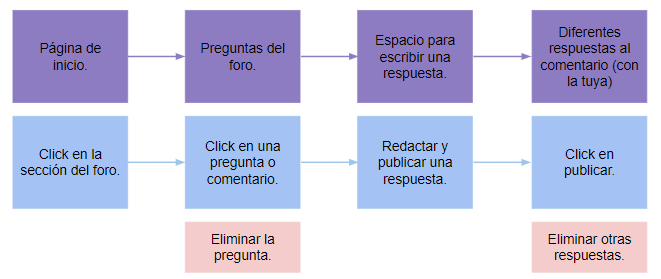 Página de
inicio.
Preguntas del
foro.
Espacio para
escribir una
respuesta.
Diferentes
respuestas al
comentario (con
la tuya)
Click en la
sección del foro.
Click en una
pregunta o
comentario.
Redactar y
publicar una
respuesta.
Click en
publicar.
Eliminar la
pregunta.
Eliminar otras
respuestas.